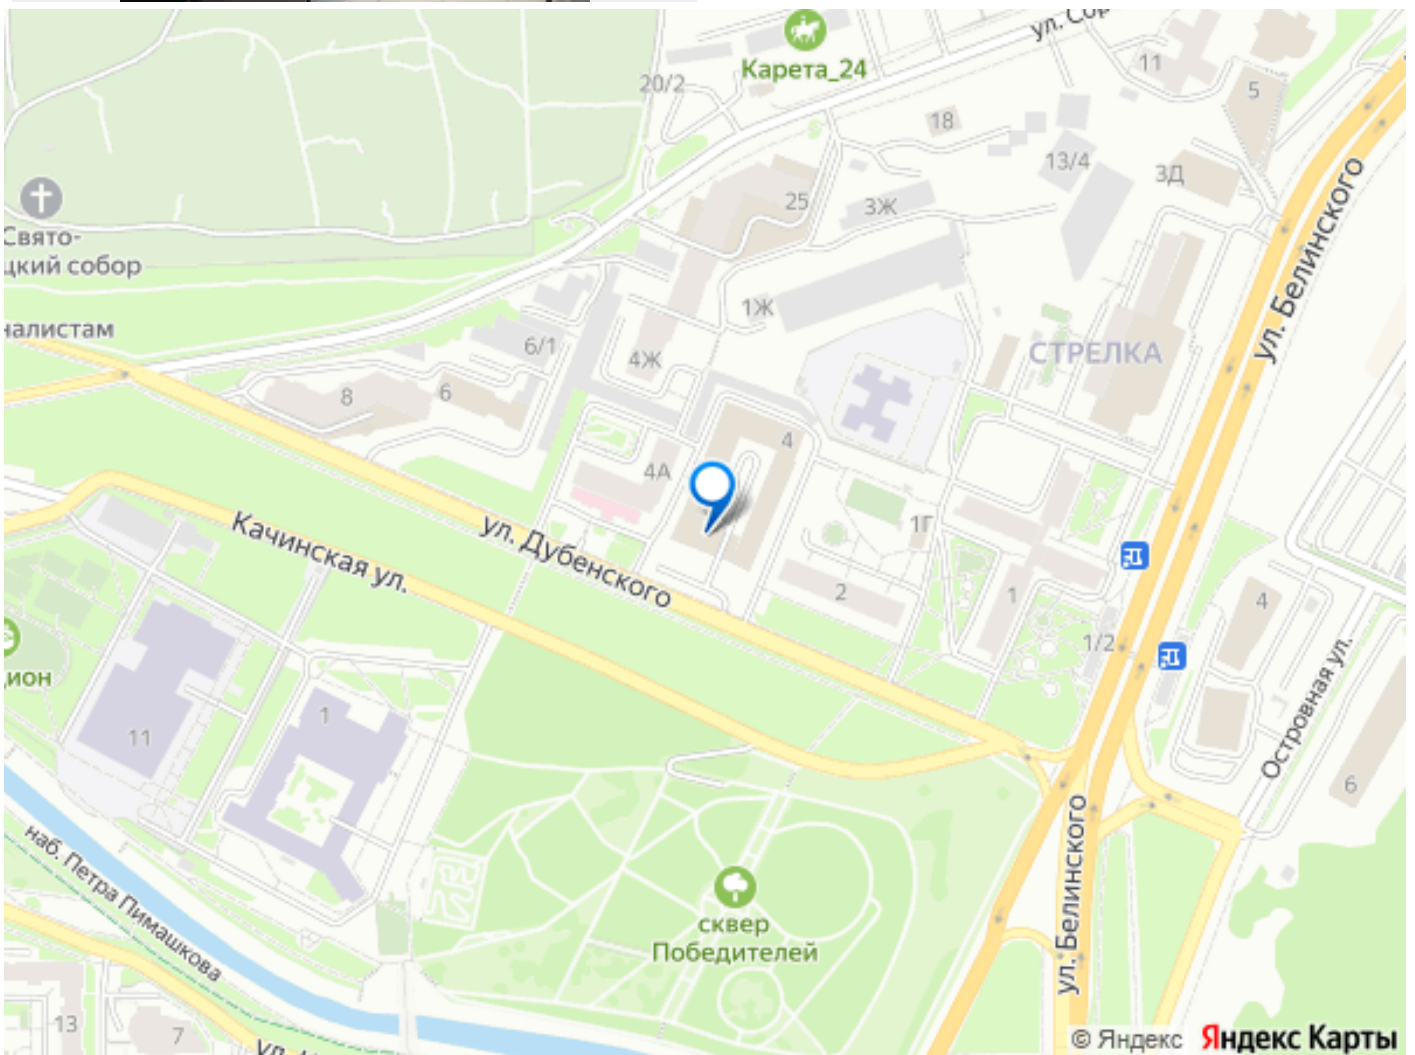 ул. Сор
Карета_24
20/2
11
5
18
13/4
3Д
25
3Ж
Свято-
цкий собор
1Ж
ул. Белинского
налистам
6/1
4Ж
СТРЕЛКА
8
6
4
4А
Качинская ул.
ул. Дубенского
1Г
2
1
1/2
4
Островная ул.
ион
11
1
6
наб. Петра Пимашкова
сквер
Победителей
ул. Белинского
13
7
ул.
© Яндекс Яндекс Карты